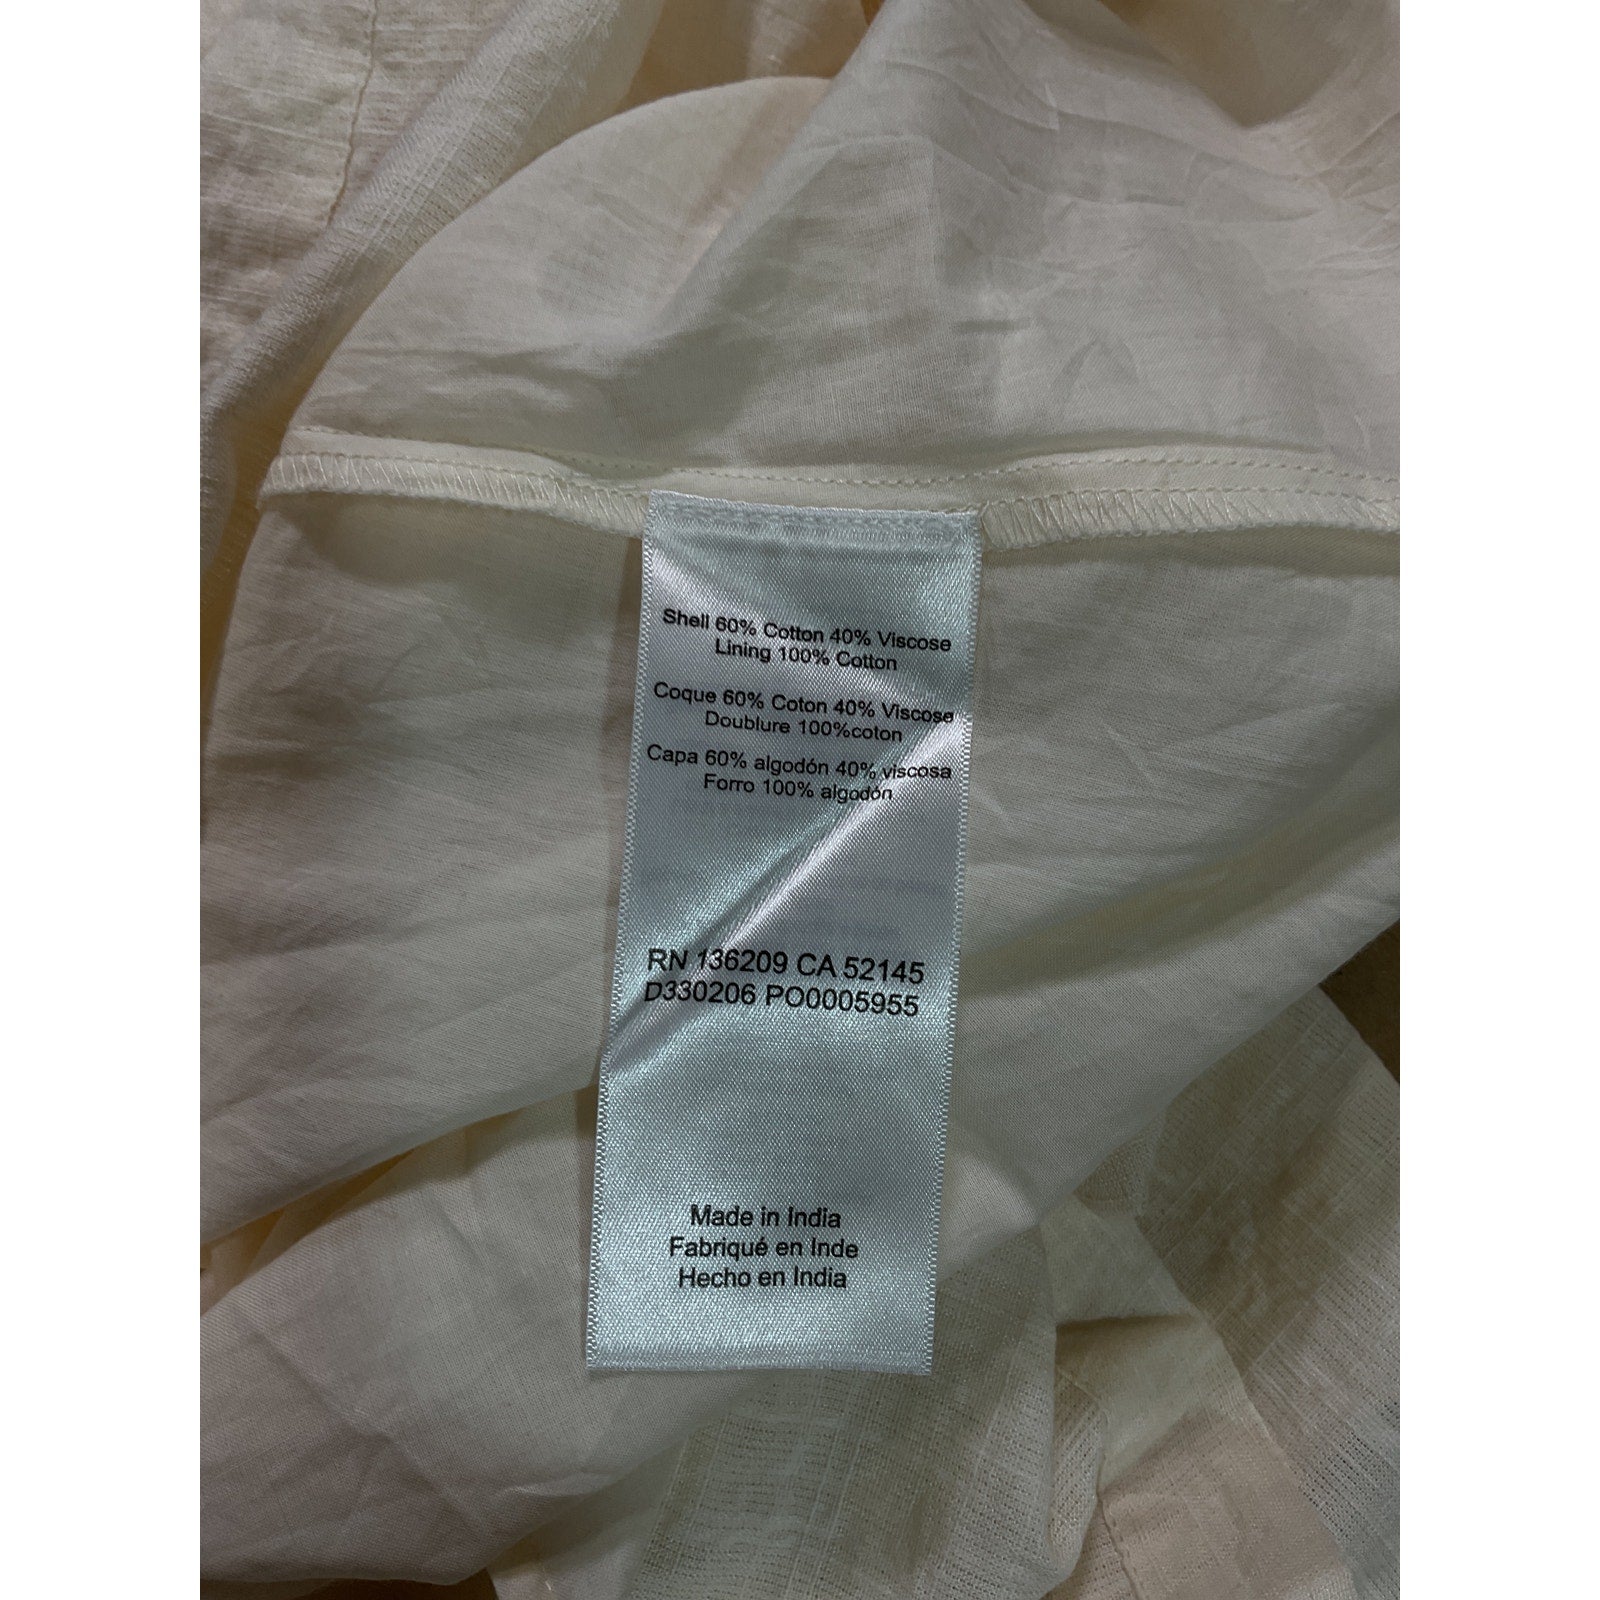 Shell 60% Cotton 40% Viscose
Lining 100% Cotton
Coque 60% Coton 40% Viscose
Doublure 100%coton
Capa 60% algodón 40% viscosa
Forro 100% algodón
RN 136209 CA 52145
D330206 PO0005955
Made in India
Fabriqué en Inde
Hecho en India